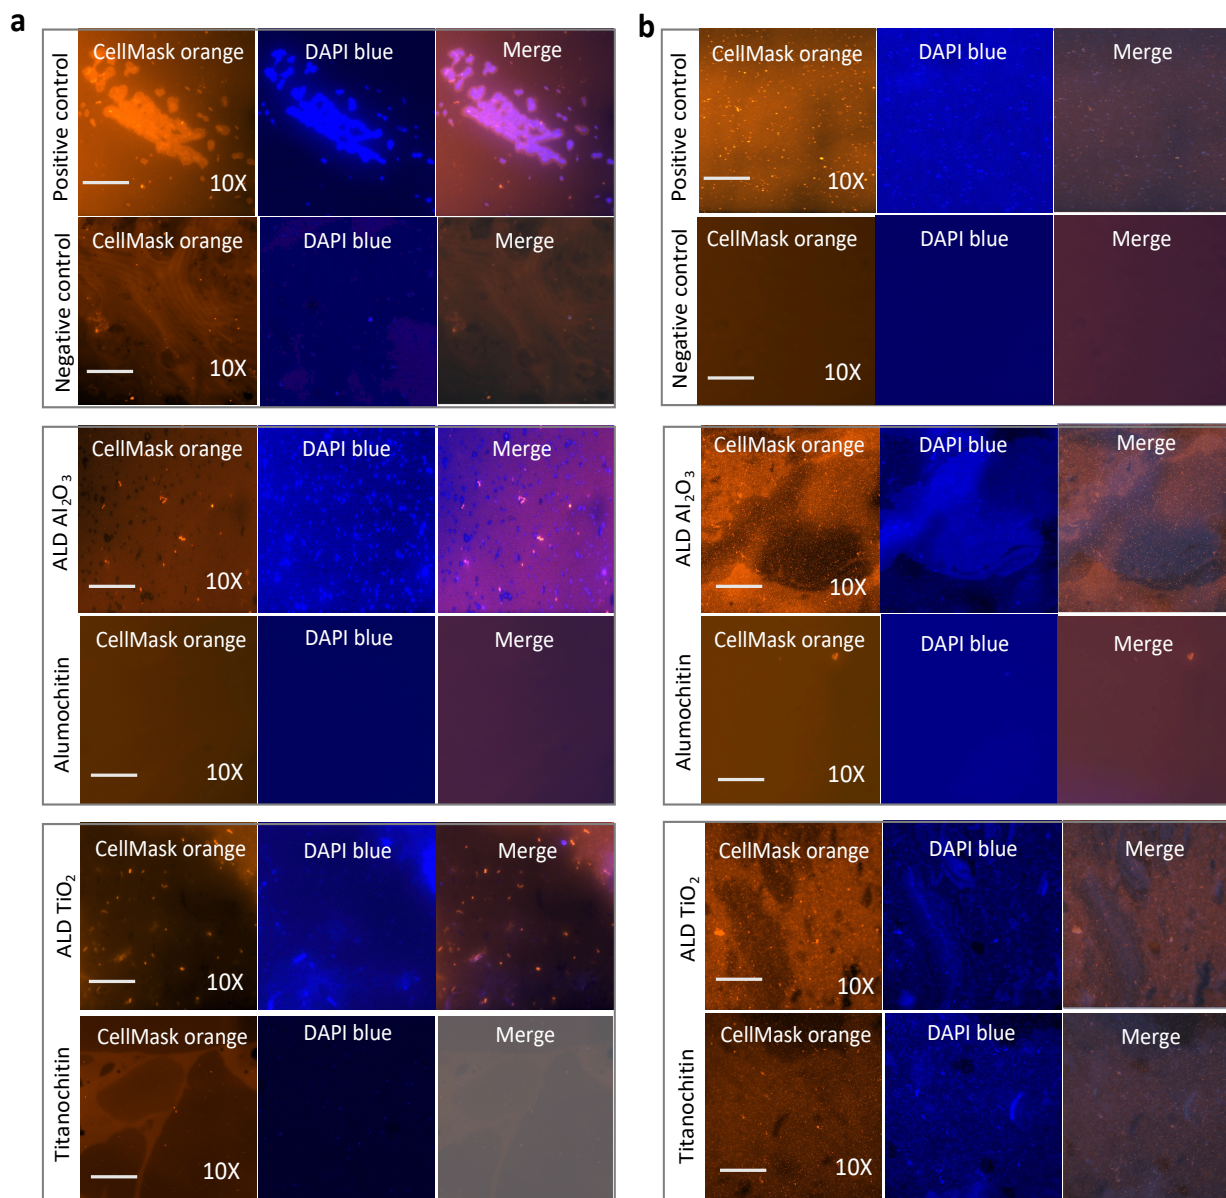 a
Positive control
CellMask orange DAPI blue Merge
10X
Negative control
CellMask orange DAPI blue Merge
10X
ALD Al₂O₃
CellMask orange DAPI blue Merge
10X
Alumochitin
CellMask orange DAPI blue Merge
10X
ALD TiO₂
CellMask orange DAPI blue Merge
10X
Titanochitin
CellMask orange DAPI blue Merge
10X
b
Positive control
CellMask orange DAPI blue Merge
10X
Negative control
CellMask orange DAPI blue Merge
10X
ALD Al₂O₃
CellMask orange DAPI blue Merge
10X
Alumochitin
CellMask orange DAPI blue Merge
10X
ALD TiO₂
CellMask orange DAPI blue Merge
10X
Titanochitin
CellMask orange DAPI blue Merge
10X